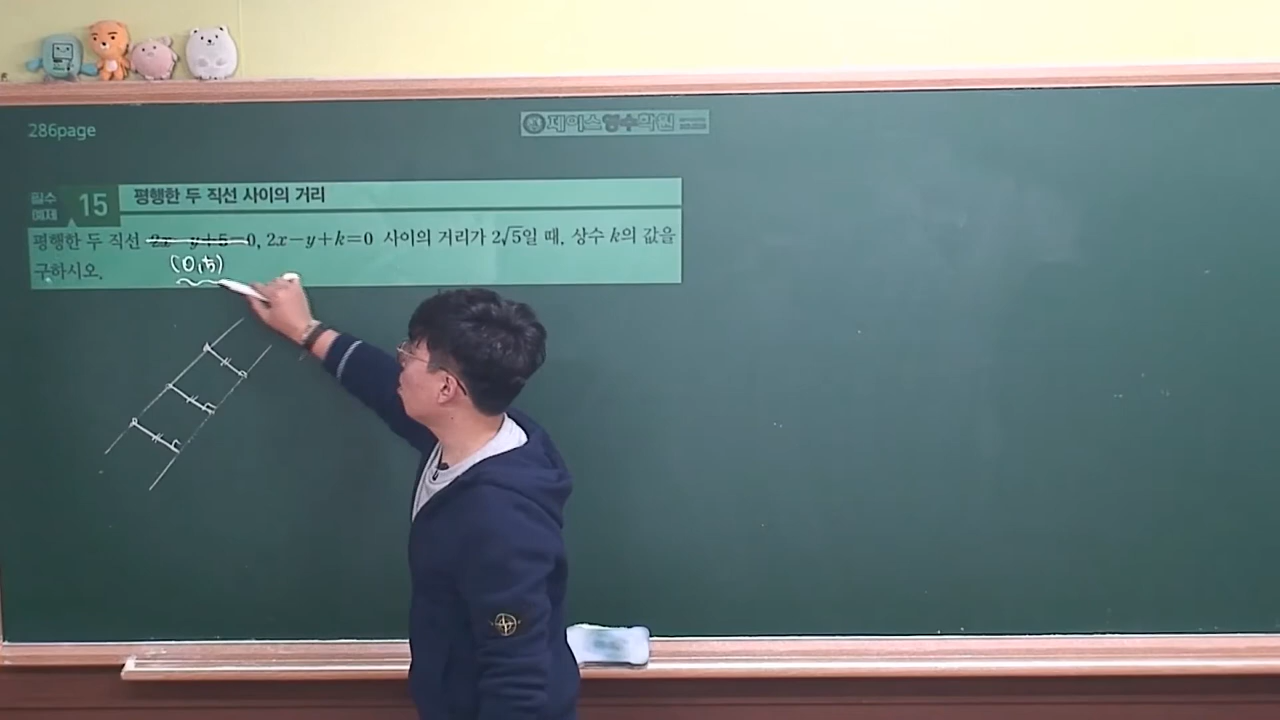 286page
제이스영수학원
필수 예제 15 평행한 두 직선 사이의 거리
평행한 두 직선 2x-y+5=0, 2x-y+k=0 사이의 거리가 2√5일 때, 상수 k의 값을
구하시오.
(0,5)